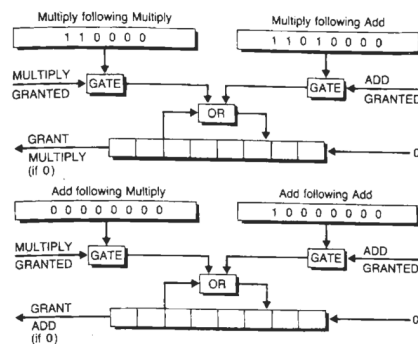 Multiply following Multiply
Multiply following Add
1 1 0 0 0 0
1 1 0 1 0 0 0 0
MULTIPLY
GRANTED
GATE
OR
GATE
ADD
GRANTED
GRANT
MULTIPLY
(if 0)
0
Add following Multiply
Add following Add
0 0 0 0 0 0 0 0
1 0 0 0 0 0 0 0
MULTIPLY
GRANTED
GATE
OR
GATE
ADD
GRANTED
GRANT
ADD
(if 0)
0